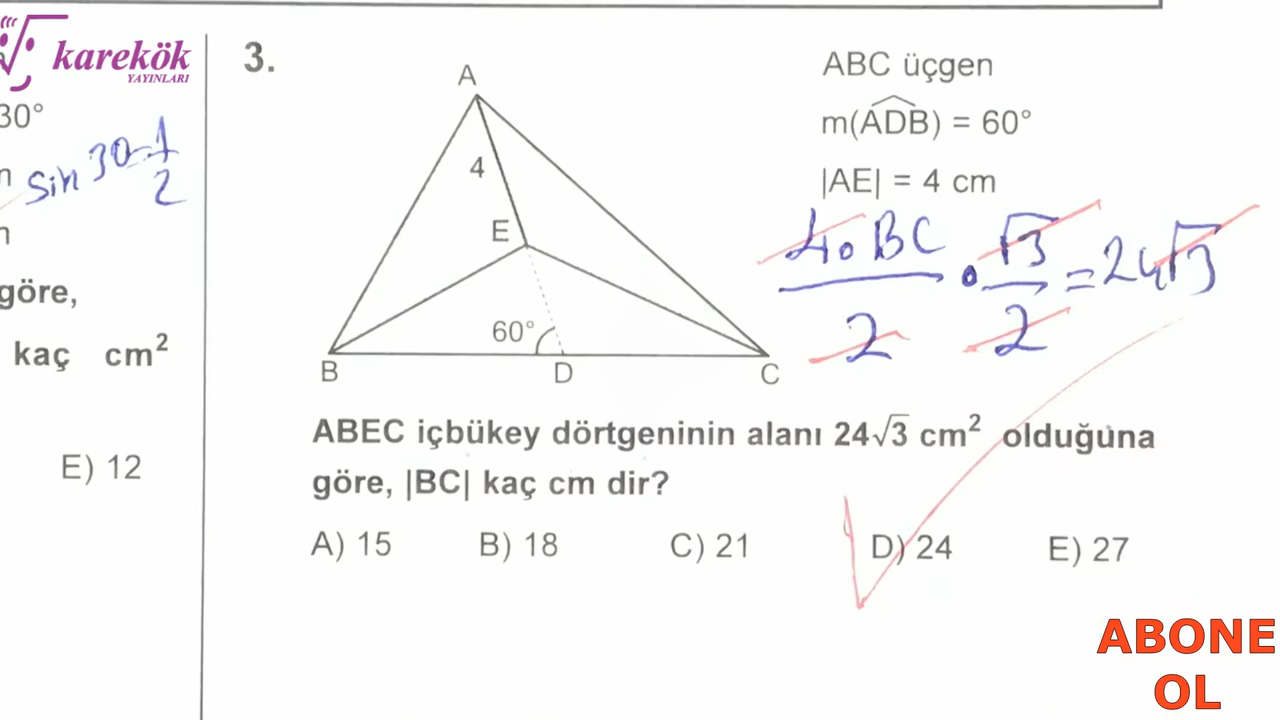 karekök
YAYINLARI
30°
sin 30 = 1/2
göre,
kaç cm²
E) 12
3.
A
4
E
60°
B
D
C
ABC üçgen
m(ADB) = 60°
|AE| = 4 cm
4 . BC / 2 . √3 / 2 = 24√3
ABEC içbükey dörtgeninin alanı 24√3 cm² olduğuna
göre, |BC| kaç cm dir?
A) 15 B) 18 C) 21 D) 24 E) 27
ABONE
OL